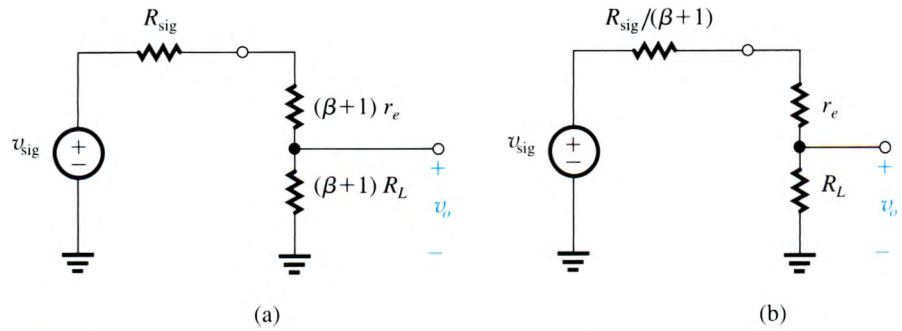 R_sig
v_sig
+
−
(β+1) r_e
(β+1) R_L
+
v_o
−
(a)
R_sig/(β+1)
v_sig
+
−
r_e
R_L
+
v_o
−
(b)